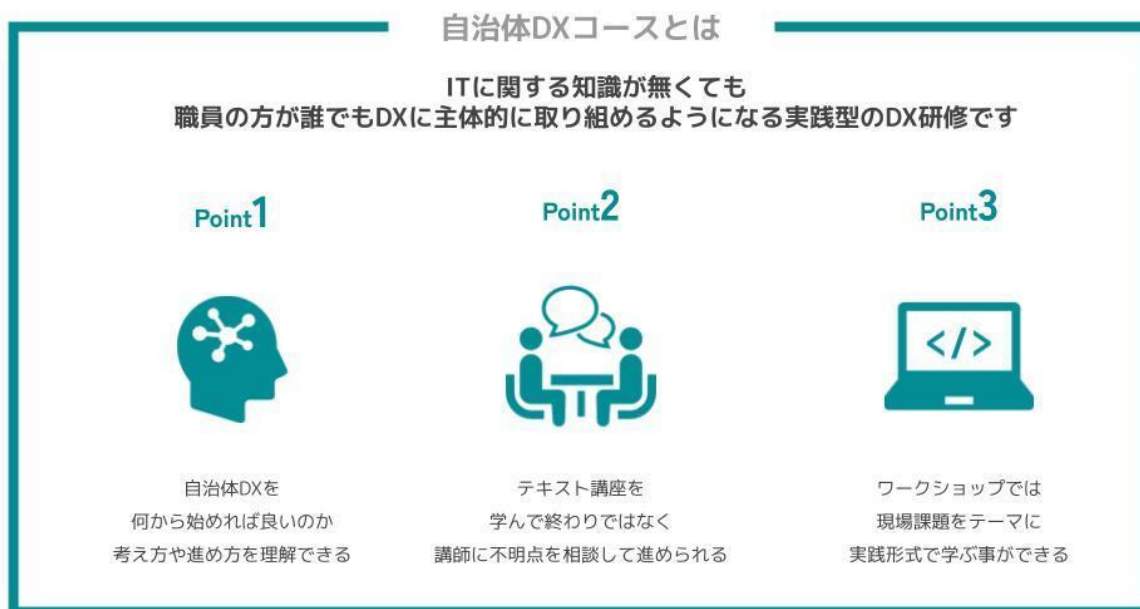 自治体DXコースとは
ITに関する知識が無くても
職員の方が誰でもDXに主体的に取り組めるようになる実践型のDX研修です
Point1
Point2
Point3
</>
自治体DXを
何から始めれば良いのか
考え方や進め方を理解できる
テキスト講座を
学んで終わりではなく
講師に不明点を相談して進められる
ワークショップでは
現場課題をテーマに
実践形式で学ぶ事ができる